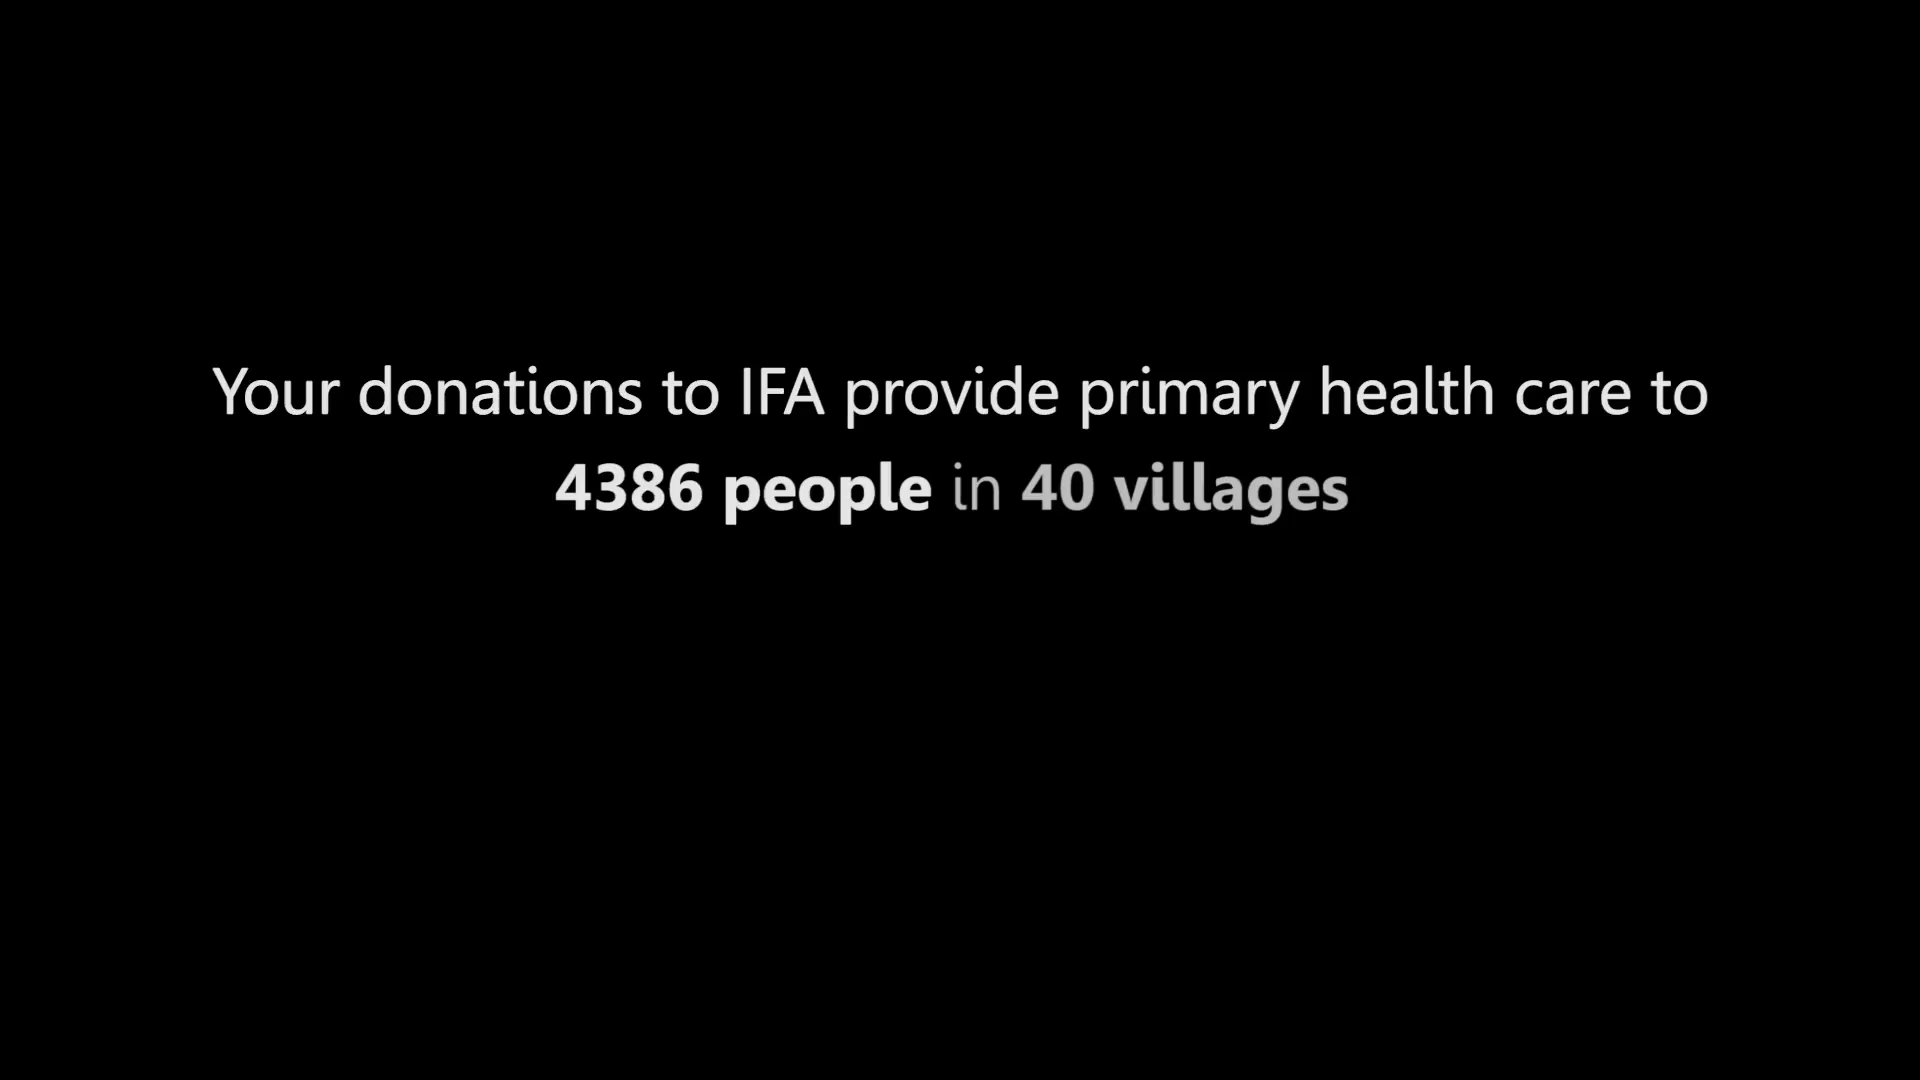 Your donations to IFA provide primary health care to
4386 people in 40 villages